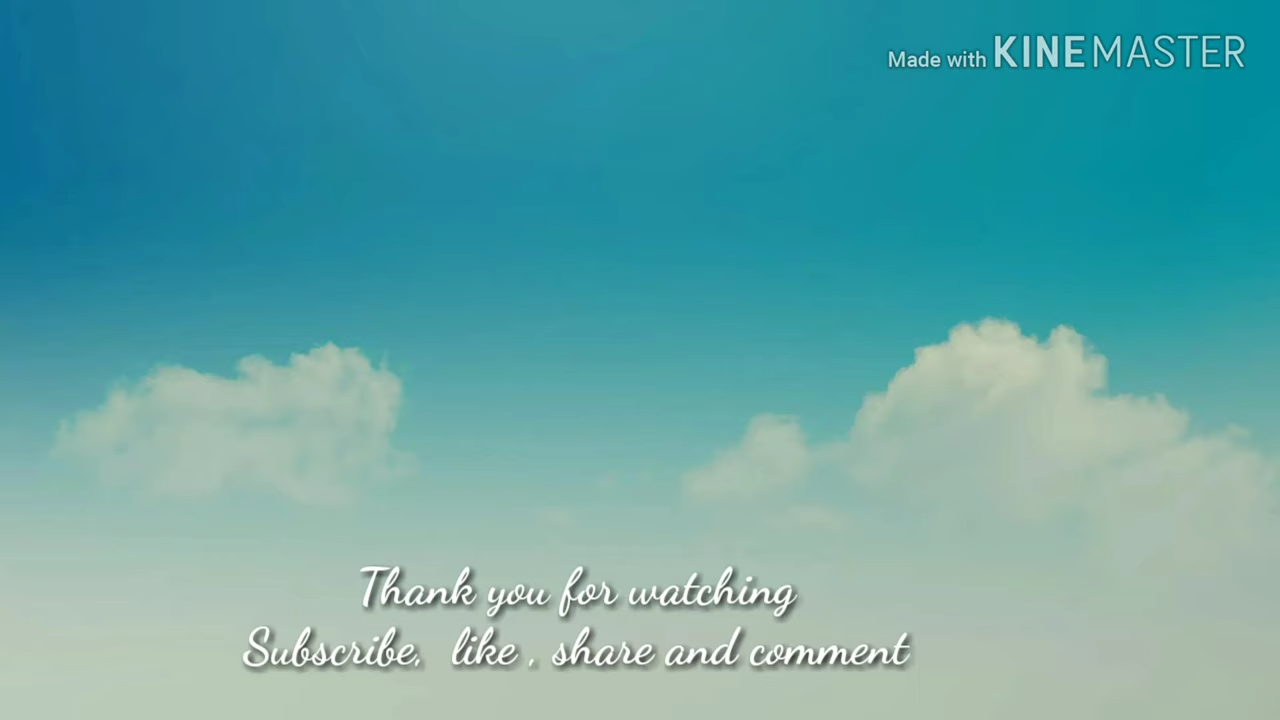 Made with KINEMASTER
Thank you for watching
Subscribe, like , share and comment